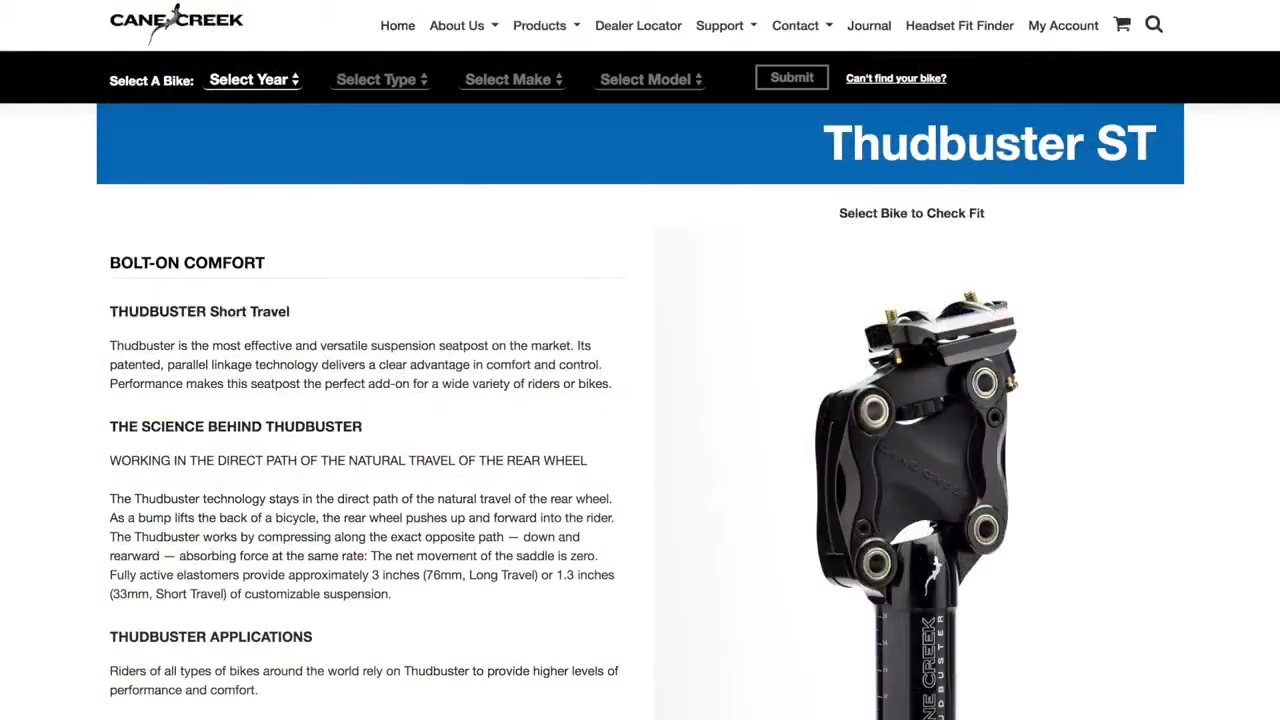 CANE CREEK
Home About Us Products Dealer Locator Support Contact Journal Headset Fit Finder My Account
Select A Bike: Select Year Select Type Select Make Select Model Submit Can't find your bike?
Thudbuster ST
Select Bike to Check Fit
BOLT-ON COMFORT
THUDBUSTER Short Travel
Thudbuster is the most effective and versatile suspension seatpost on the market. Its
patented, parallel linkage technology delivers a clear advantage in comfort and control.
Performance makes this seatpost the perfect add-on for a wide variety of riders or bikes.
THE SCIENCE BEHIND THUDBUSTER
WORKING IN THE DIRECT PATH OF THE NATURAL TRAVEL OF THE REAR WHEEL
The Thudbuster technology stays in the direct path of the natural travel of the rear wheel.
As a bump lifts the back of a bicycle, the rear wheel pushes up and forward into the rider.
The Thudbuster works by compressing along the exact opposite path — down and
rearward — absorbing force at the same rate: The net movement of the saddle is zero.
Fully active elastomers provide approximately 3 inches (76mm, Long Travel) or 1.3 inches
(33mm, Short Travel) of customizable suspension.
THUDBUSTER APPLICATIONS
Riders of all types of bikes around the world rely on Thudbuster to provide higher levels of
performance and comfort.
CANE CREEK
NE CREEK
UDBUSTER